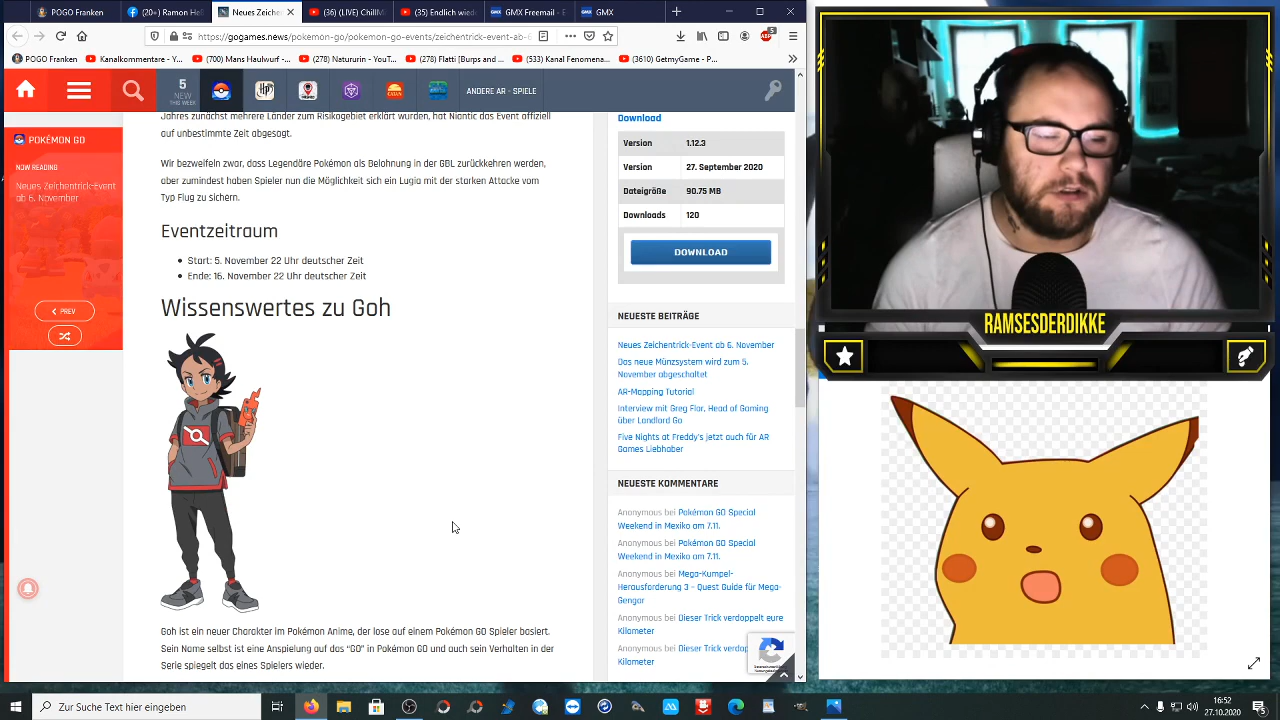 POGO Franken
(20+) Ramon Hell
Neues Zeichen
(36) (LIVE) Chillin
(35) Endlich wiede
GMX Freemail – E
GMX
https://gogames.news/pokemon-go/pokemon-go-events/zeichentrick-event-ab-6
POGO Franken
Kanalkommentare - Y...
(700) Mans Haulwurf -...
(278) Natururin - YouT...
(278) Flatti [Burps and ...
(533) Kanal Fenomena...
(3610) GetmyGame - P...
5
NEW
THIS WEEK
ANDERE AR - SPIELE
POKÉMON GO
NOW READING
Neues Zeichentrick-Event
ab 6. November
PREV
Jahres zunächst mehrere Länder zum Risikogebiet erklärt wurden, hat Niantic das Event offiziell
auf unbestimmte Zeit abgesagt.
Wir bezweifeln zwar, dass Legendäre Pokémon als Belohnung in der GBL zurückkehren werden,
aber zumindest haben Spieler nun die Möglichkeit sich ein Lugia mit der starken Attacke vom
Typ Flug zu sichern.
Eventzeitraum
Start: 5. November 22 Uhr deutscher Zeit
Ende: 16. November 22 Uhr deutscher Zeit
Wissenswertes zu Goh
Goh ist ein neuer Charakter im Pokémon Anime, der lose auf einem Pokémon GO Spieler basiert.
Sein Name selbst ist eine Anspielung auf das "GO" in Pokémon GO und auch sein Verhalten in der
Serie spiegelt das eines Spielers wieder.
Download
Version 1.12.3
Version 27. September 2020
Dateigröße 90.75 MB
Downloads 120
DOWNLOAD
NEUESTE BEITRÄGE
Neues Zeichentrick-Event ab 6. November
Das neue Münzsystem wird zum 5.
November abgeschaltet
AR-Mapping Tutorial
Interview mit Greg Flor, Head of Gaming
über Landlord Go
Five Nights at Freddy's jetzt auch für AR
Games Liebhaber
NEUESTE KOMMENTARE
Anonymous bei Pokémon GO Special
Weekend in Mexiko am 7.11.
Anonymous bei Pokémon GO Special
Weekend in Mexiko am 7.11.
Anonymous bei Mega-Kumpel-
Herausforderung 3 – Quest Guide für Mega-
Gengar
Anonymous bei Dieser Trick verdoppelt eure
Kilometer
Anonymous bei Dieser Trick verdop
Kilometer
RAMSESDERDIKKE
Zur Suche Text hier eingeben
16:52
27.10.2020